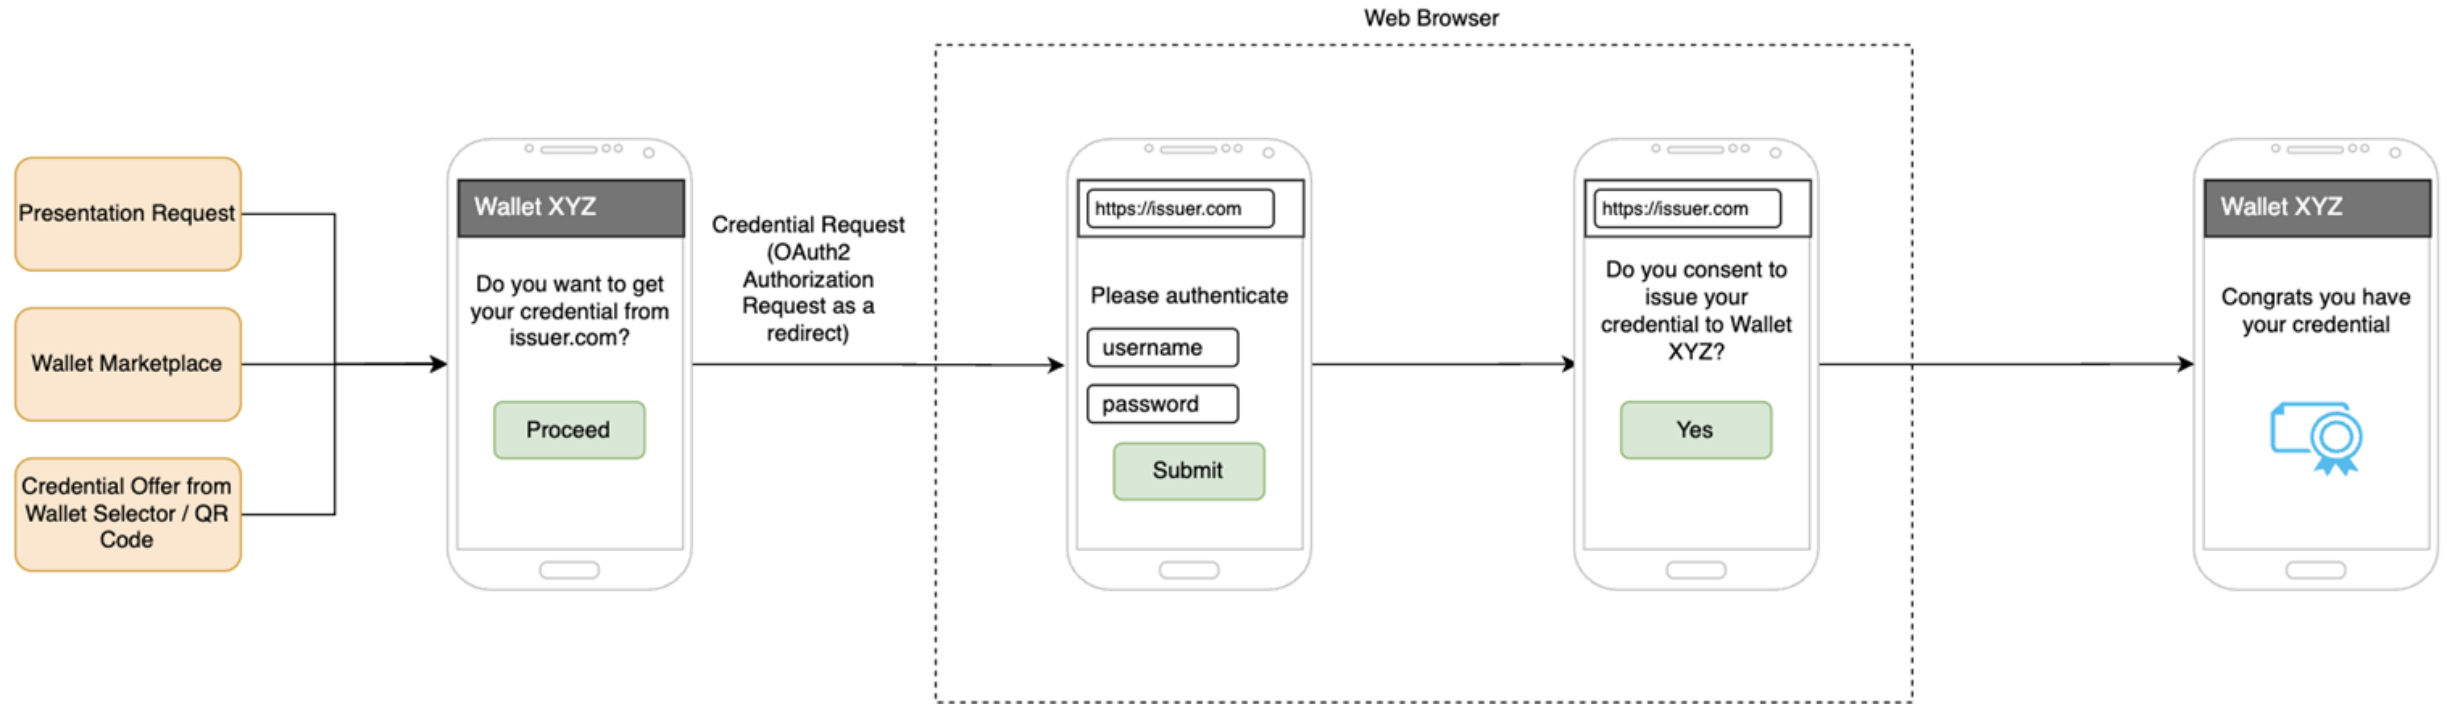 Web Browser
Presentation Request
Wallet Marketplace
Credential Offer from
Wallet Selector / QR
Code
Wallet XYZ
Do you want to get
your credential from
issuer.com?
Proceed
Credential Request
(OAuth2
Authorization
Request as a
redirect)
https://issuer.com
Please authenticate
username
password
Submit
https://issuer.com
Do you consent to
issue your
credential to Wallet
XYZ?
Yes
Wallet XYZ
Congrats you have
your credential